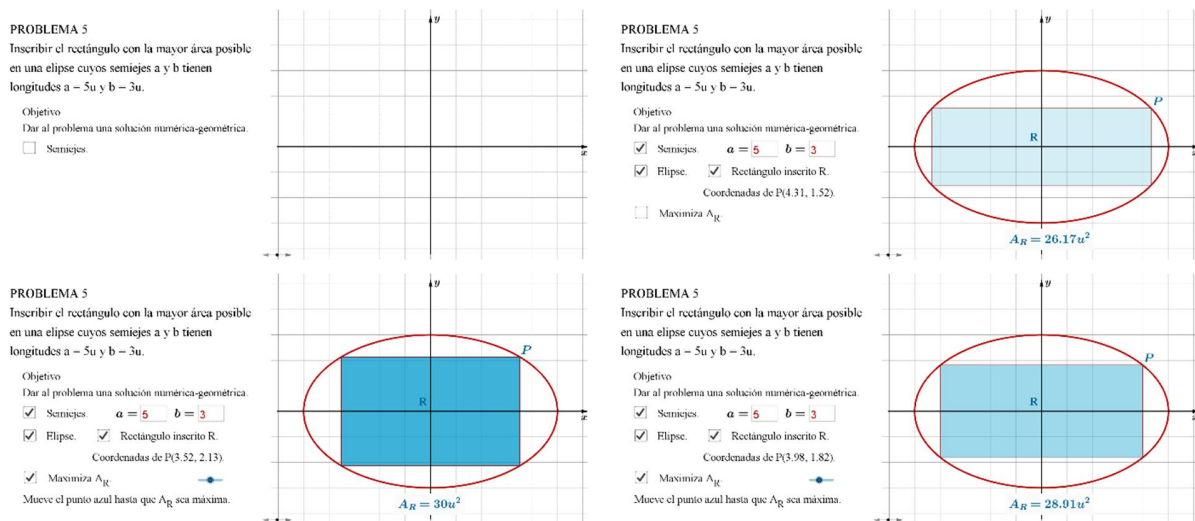 PROBLEMA 5
Inscribir el rectángulo con la mayor área posible
en una elipse cuyos semiejes a y b tienen
longitudes a – 5u y b – 3u.
Objetivo
Dar al problema una solución numérica-geométrica.
Semiejes.
y
x
PROBLEMA 5
Inscribir el rectángulo con la mayor área posible
en una elipse cuyos semiejes a y b tienen
longitudes a – 5u y b – 3u.
Objetivo
Dar al problema una solución numérica-geométrica.
Semiejes. a = 5 b = 3
Elipse. Rectángulo inscrito R.
Coordenadas de P(4.31, 1.52).
Maximiza A_R
y
P
R
x
A_R = 26.17u²
PROBLEMA 5
Inscribir el rectángulo con la mayor área posible
en una elipse cuyos semiejes a y b tienen
longitudes a – 5u y b – 3u.
Objetivo
Dar al problema una solución numérica-geométrica.
Semiejes. a = 5 b = 3
Elipse. Rectángulo inscrito R.
Coordenadas de P(3.52, 2.13).
Maximiza A_R
Mueve el punto azul hasta que A_R sea máxima.
y
P
R
x
A_R = 30u²
PROBLEMA 5
Inscribir el rectángulo con la mayor área posible
en una elipse cuyos semiejes a y b tienen
longitudes a – 5u y b – 3u.
Objetivo
Dar al problema una solución numérica-geométrica.
Semiejes. a = 5 b = 3
Elipse. Rectángulo inscrito R.
Coordenadas de P(3.98, 1.82).
Maximiza A_R
Mueve el punto azul hasta que A_R sea máxima.
y
P
R
x
A_R = 28.91u²